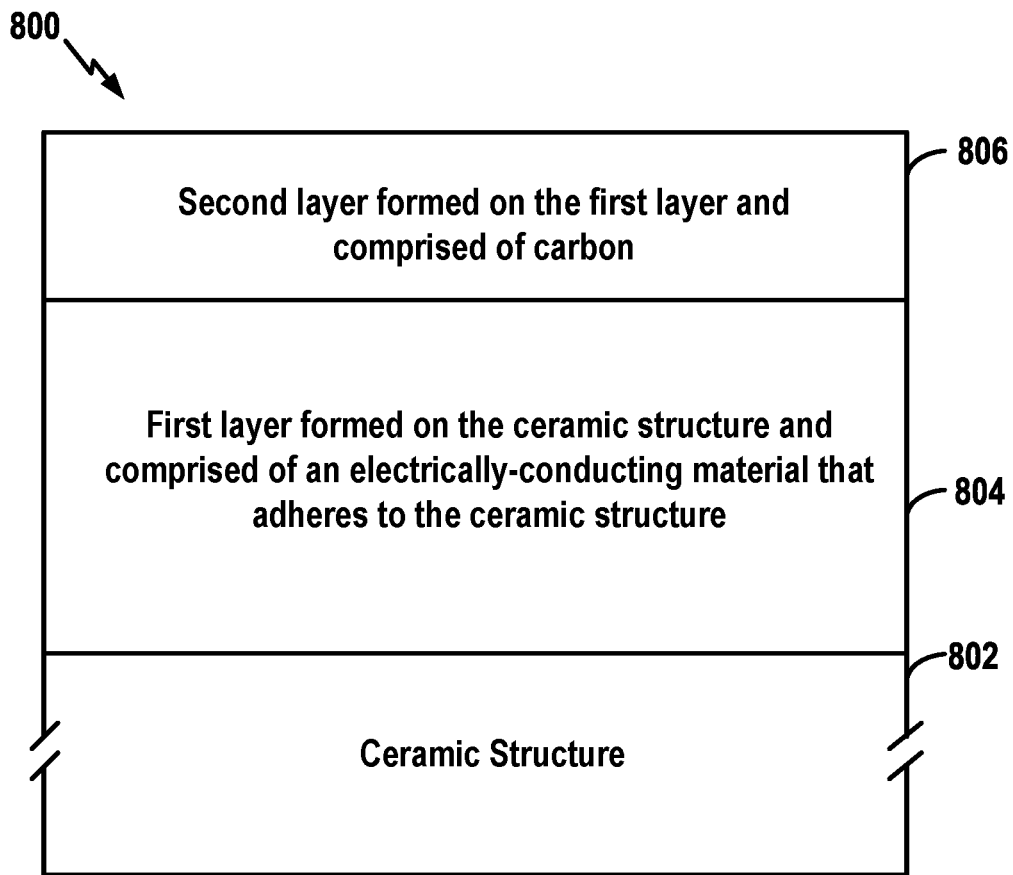 800
806
Second layer formed on the first layer and
comprised of carbon
First layer formed on the ceramic structure and
comprised of an electrically-conducting material that
adheres to the ceramic structure
804
802
Ceramic Structure